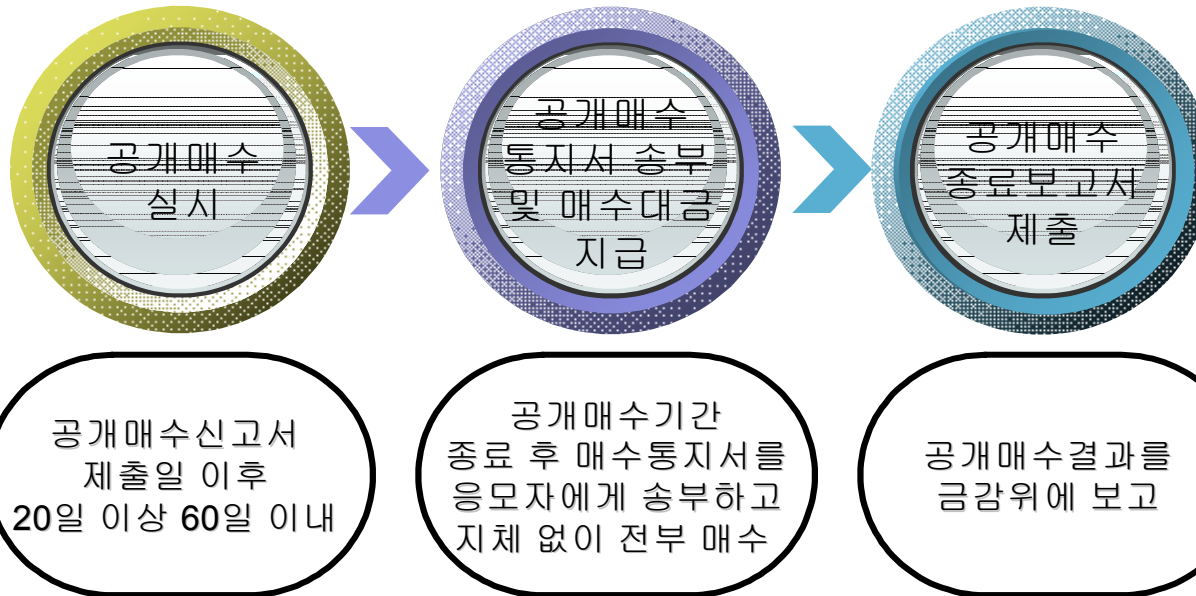 공개매수
실시
공개매수
통지서 송부
및 매수대금
지급
공개매수
종료보고서
제출
공개매수신고서
제출일 이후
20일 이상 60일 이내
공개매수기간
종료 후 매수통지서를
응모자에게 송부하고
지체 없이 전부 매수
공개매수결과를
금감위에 보고